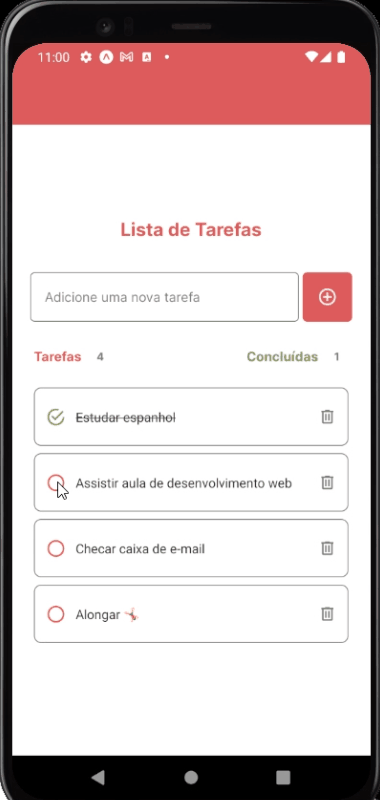 11:00
Lista de Tarefas
Adicione uma nova tarefa
Tarefas 4 Concluídas 1
Estudar espanhol
Assistir aula de desenvolvimento web
Checar caixa de e-mail
Alongar